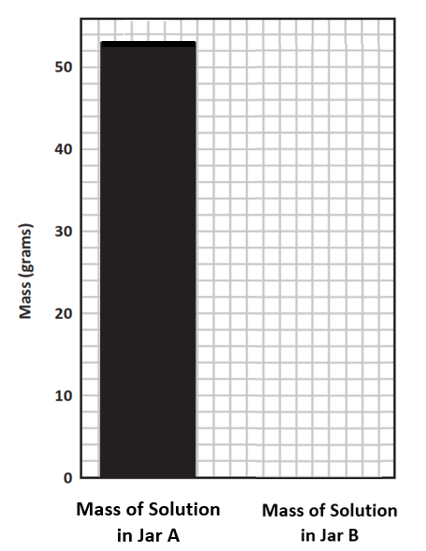 50
40
30
20
10
0
Mass (grams)
Mass of Solution
in Jar A
Mass of Solution
in Jar B